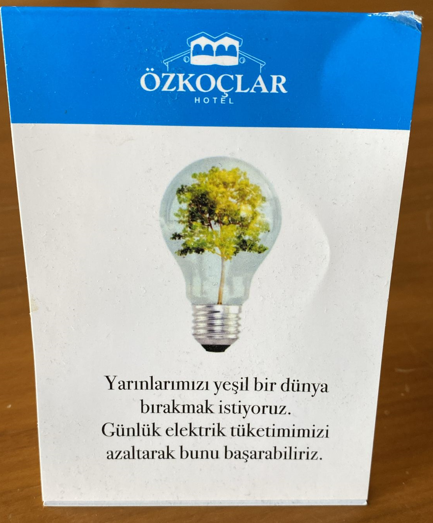 ÖZKOÇLAR
HOTEL
Yarınlarımızı yeşil bir dünya
bırakmak istiyoruz.
Günlük elektrik tüketimimizi
azaltarak bunu başarabiliriz.